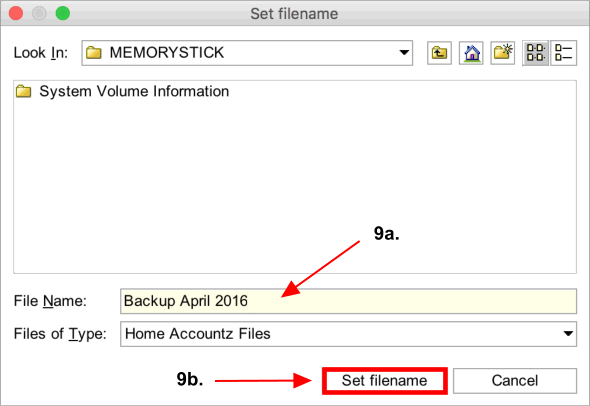 Set filename
Look In: MEMORYSTICK
System Volume Information
9a.
File Name: Backup April 2016
Files of Type: Home Accountz Files
9b. Set filename Cancel